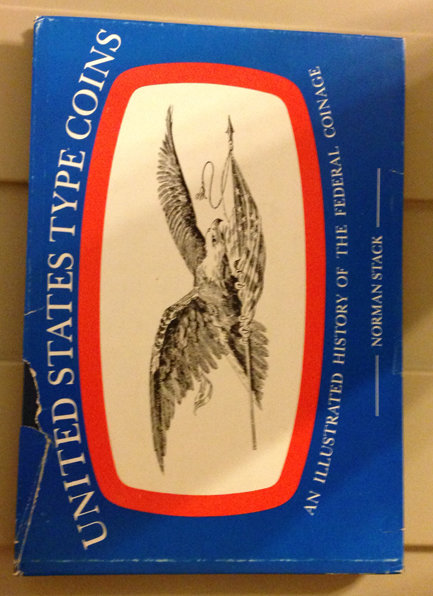 UNITED STATES TYPE COINS
AN ILLUSTRATED HISTORY OF THE FEDERAL COINAGE
NORMAN STACK